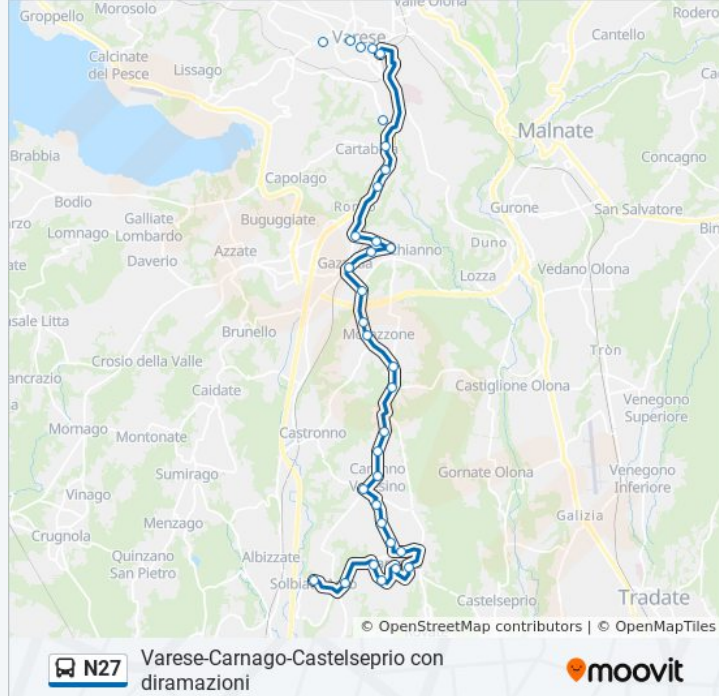 Morosolo
Groppello
Valle Olona
Rodero
Varese
Cantello
Calcinate
del Pesce
Lissago
Malnate
Cartabbia
Brabbia
Concagno
Capolago
Bodio
Gurone
San Salvatore
Galliate
Lombardo
Buguggiate
Lomnago
Duno
Azzate
Daverio
Lozza
Vedano Olona
Brunello
Morazzone
Tròn
Crosio della Valle
Castiglione Olona
Caidate
Venegono
Superiore
Mornago
Montonate
Castronno
Sumirago
Gornate Olona
Venegono
Inferiore
Vinago
Menzago
Galizia
Crugnola
Quinzano
San Pietro
Albizzate
Castelseprio
Tradate
© OpenStreetMap contributors | © OpenMapTiles
N27
Varese-Carnago-Castelseprio con
diramazioni
moovit